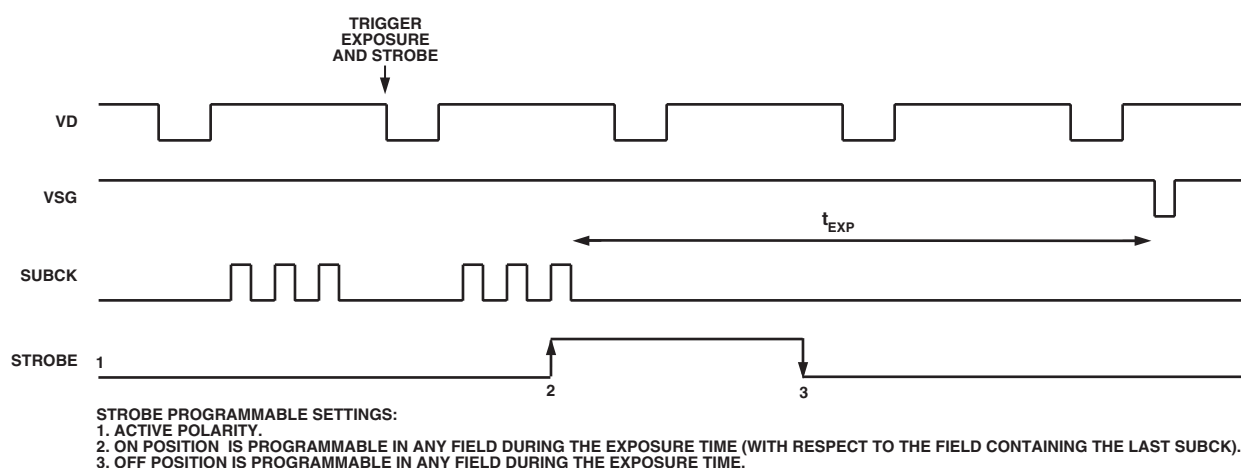 TRIGGER
EXPOSURE
AND STROBE
VD
VSG
tEXP
SUBCK
STROBE
1
2
3
STROBE PROGRAMMABLE SETTINGS:
1. ACTIVE POLARITY.
2. ON POSITION IS PROGRAMMABLE IN ANY FIELD DURING THE EXPOSURE TIME (WITH RESPECT TO THE FIELD CONTAINING THE LAST SUBCK).
3. OFF POSITION IS PROGRAMMABLE IN ANY FIELD DURING THE EXPOSURE TIME.